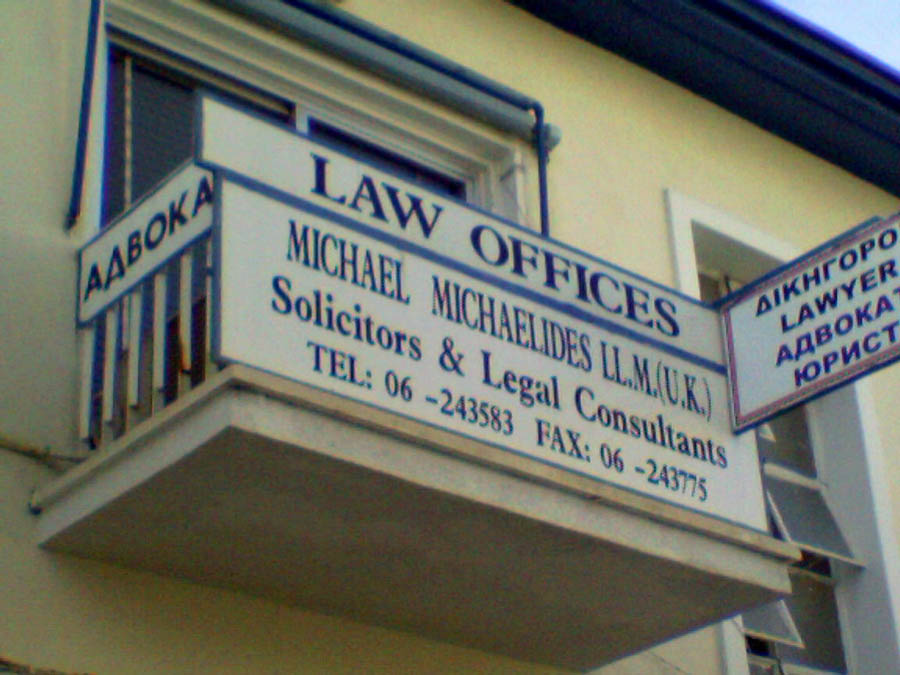 АДВОКА
LAW OFFICES
MICHAEL MICHAELIDES LL.M.(U.K.)
Solicitors & Legal Consultants
TEL: 06 -243583 FAX: 06 -243775
ΔΙΚΗΓΟΡΟ
LAWYER
АДВОКАТ
ЮРИСТ